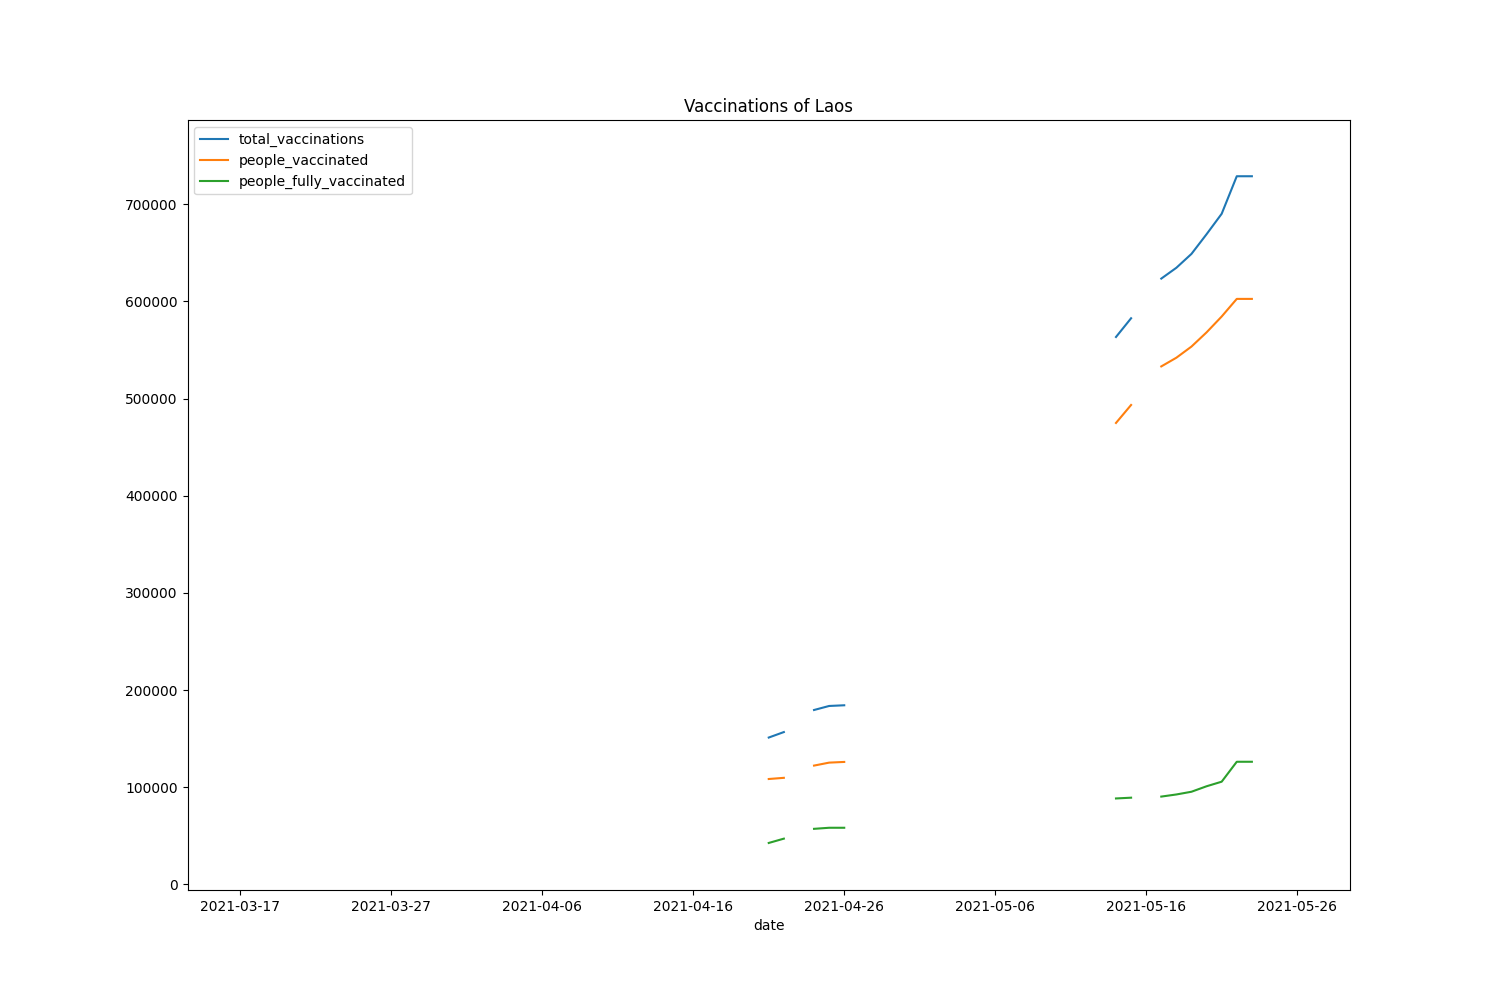 Vaccinations of Laos
total_vaccinations
people_vaccinated
people_fully_vaccinated
700000
600000
500000
400000
300000
200000
100000
0
2021-03-17 2021-03-27 2021-04-06 2021-04-16 2021-04-26 2021-05-06 2021-05-16 2021-05-26
date